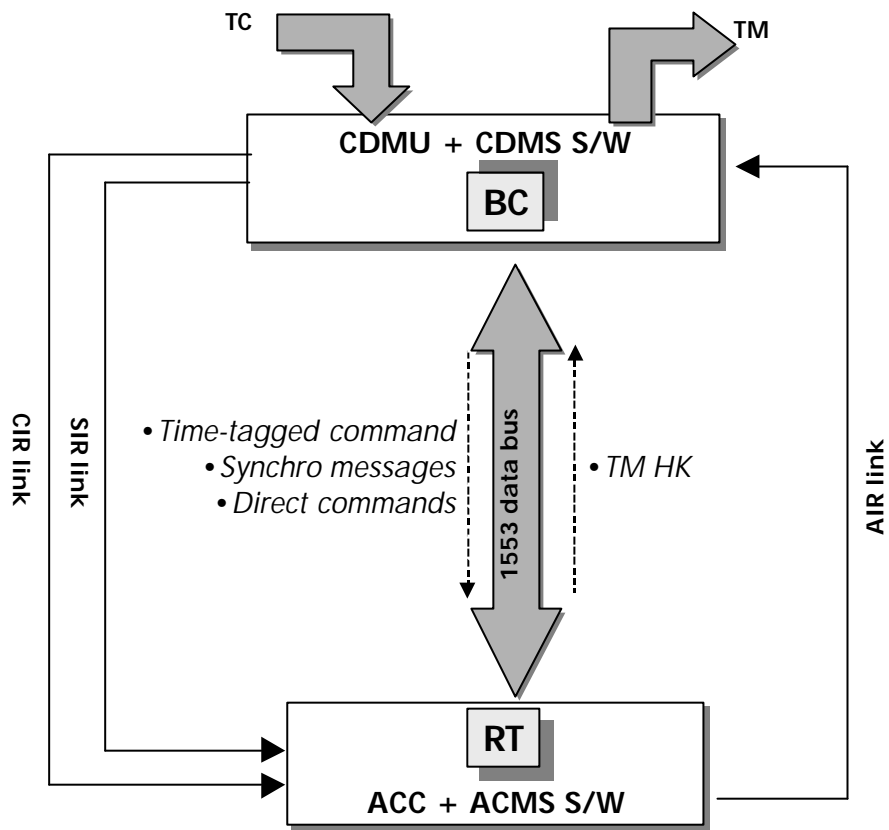 TC
TM
CDMU + CDMS S/W
BC
CIR link
SIR link
• Time-tagged command
• Synchro messages
• Direct commands
1553 data bus
• TM HK
AIR link
RT
ACC + ACMS S/W